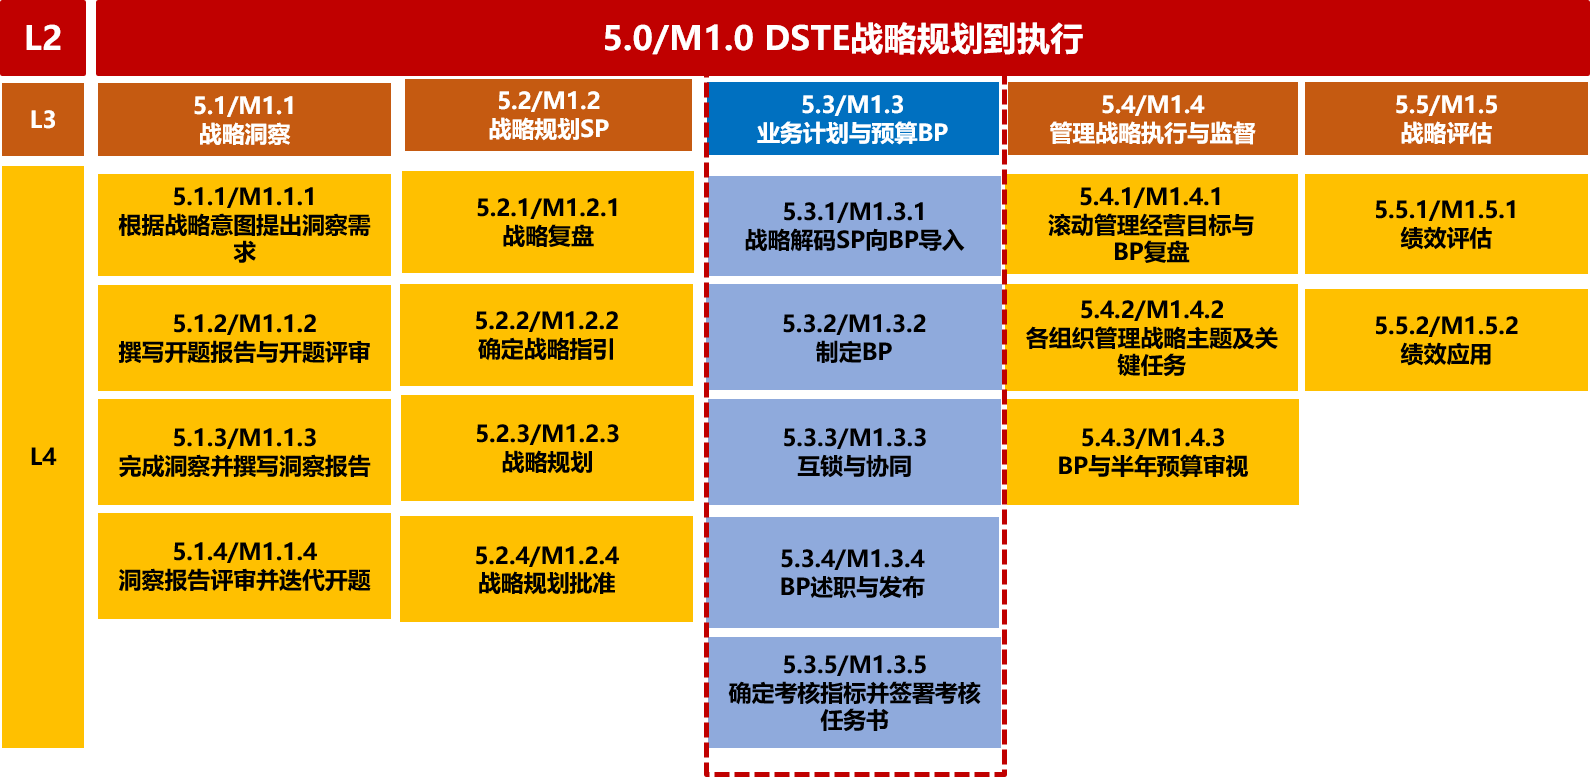 L2
5.0/M1.0 DSTE战略规划到执行
L3
5.1/M1.1
战略洞察
5.2/M1.2
战略规划SP
5.3/M1.3
业务计划与预算BP
5.4/M1.4
管理战略执行与监督
5.5/M1.5
战略评估
L4
5.1.1/M1.1.1
根据战略意图提出洞察需
求
5.1.2/M1.1.2
撰写开题报告与开题评审
5.1.3/M1.1.3
完成洞察并撰写洞察报告
5.1.4/M1.1.4
洞察报告评审并迭代开题
5.2.1/M1.2.1
战略复盘
5.2.2/M1.2.2
确定战略指引
5.2.3/M1.2.3
战略规划
5.2.4/M1.2.4
战略规划批准
5.3.1/M1.3.1
战略解码SP向BP导入
5.3.2/M1.3.2
制定BP
5.3.3/M1.3.3
互锁与协同
5.3.4/M1.3.4
BP述职与发布
5.3.5/M1.3.5
确定考核指标并签署考核
任务书
5.4.1/M1.4.1
滚动管理经营目标与
BP复盘
5.4.2/M1.4.2
各组织管理战略主题及关
键任务
5.4.3/M1.4.3
BP与半年预算审视
5.5.1/M1.5.1
绩效评估
5.5.2/M1.5.2
绩效应用